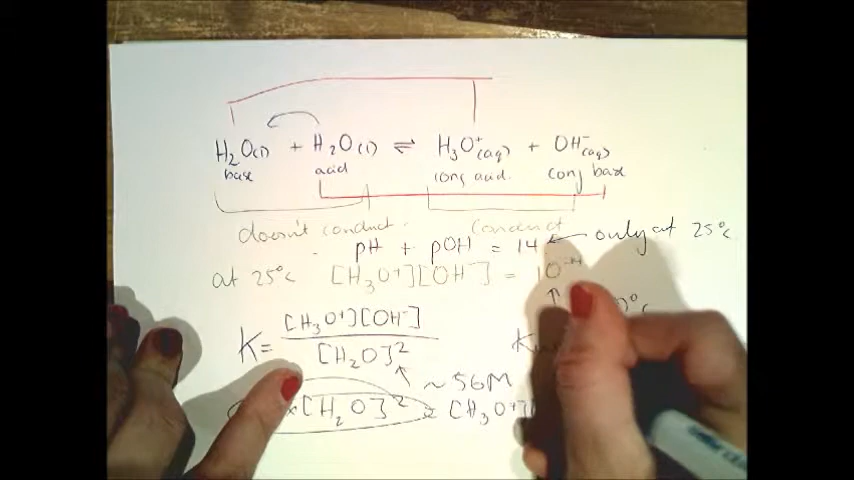 H₂O(l) + H₂O(l) ⇌ H₃O⁺(aq) + OH⁻(aq)
base acid conj acid. conj base
doesn't conduct. conduct
pH + pOH = 14 ← only at 25°c
at 25°c [H₃O⁺][OH⁻] = 10⁻¹⁴
K = [H₃O⁺][OH⁻] / [H₂O]²
~56M
[H₂O]² = [H₃O⁺]